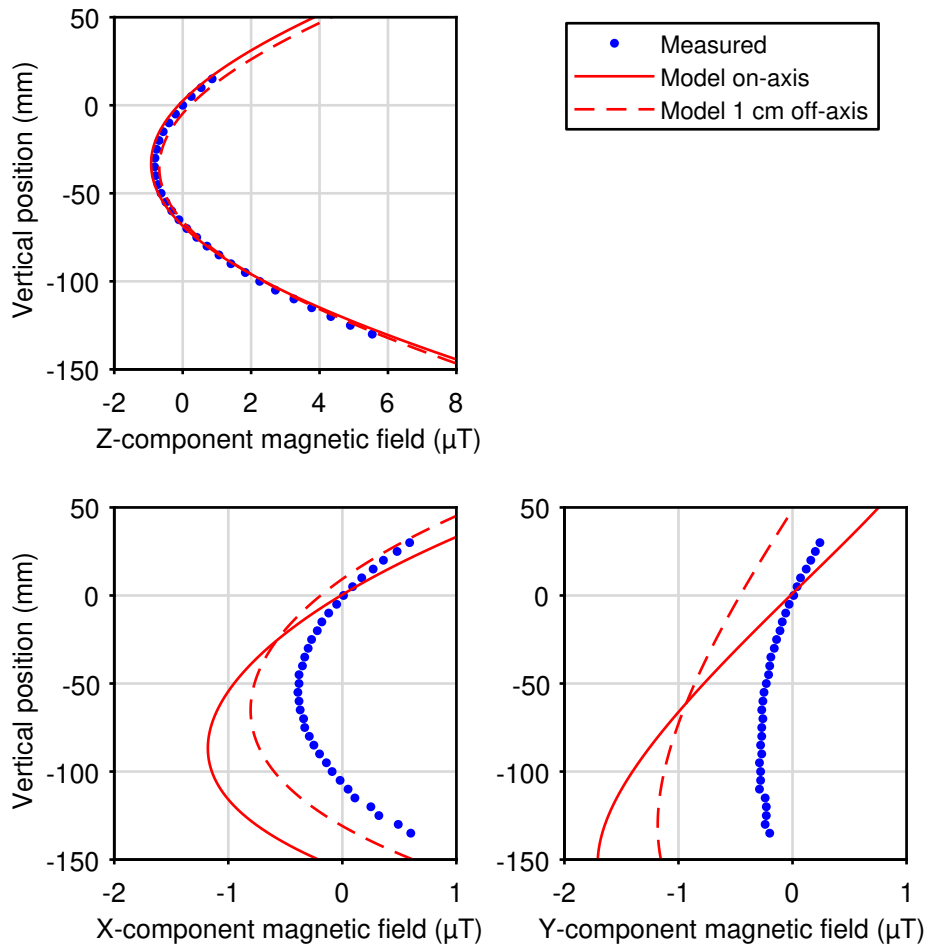 50
0
-50
-100
-150
Vertical position (mm)
-2 0 2 4 6 8
Z-component magnetic field (µT)
Measured
Model on-axis
Model 1 cm off-axis
50
0
-50
-100
-150
Vertical position (mm)
-2 -1 0 1
X-component magnetic field (µT)
50
0
-50
-100
-150
-2 -1 0 1
Y-component magnetic field (µT)